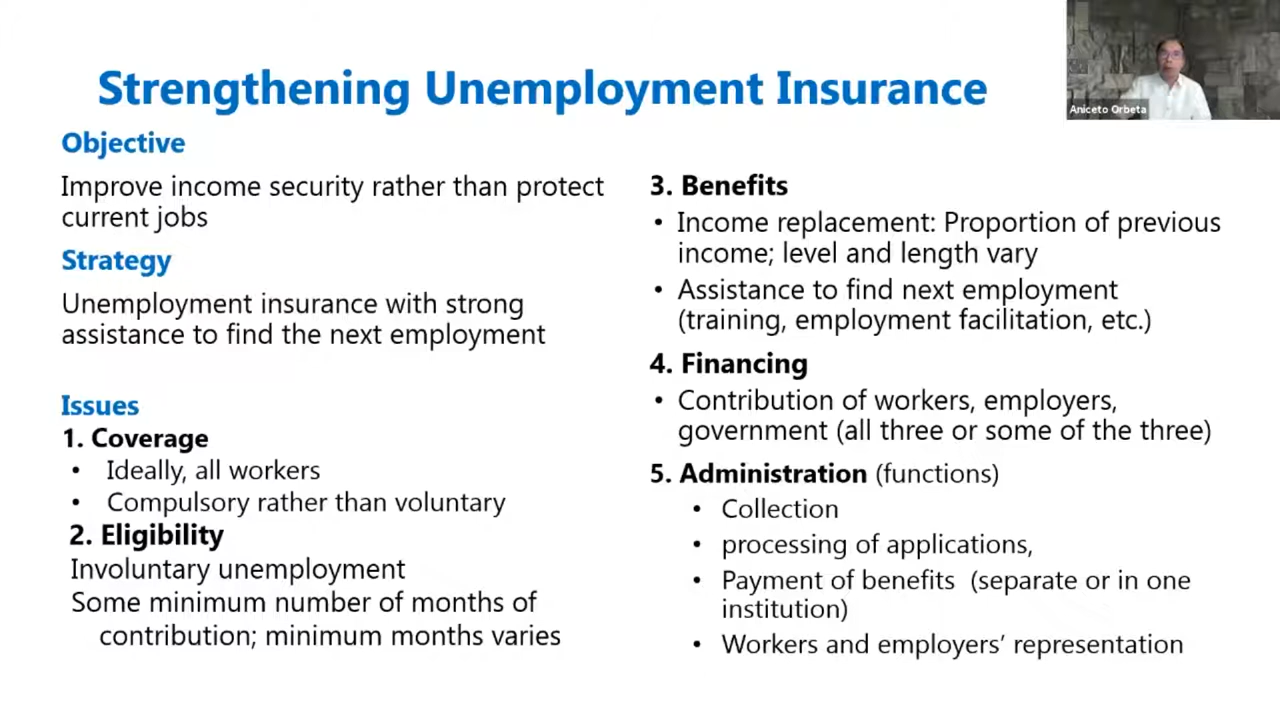 Strengthening Unemployment Insurance
Aniceto Orbeta
Objective
Improve income security rather than protect
current jobs
Strategy
Unemployment insurance with strong
assistance to find the next employment
Issues
1. Coverage
• Ideally, all workers
• Compulsory rather than voluntary
2. Eligibility
Involuntary unemployment
Some minimum number of months of
contribution; minimum months varies
3. Benefits
• Income replacement: Proportion of previous
income; level and length vary
• Assistance to find next employment
(training, employment facilitation, etc.)
4. Financing
• Contribution of workers, employers,
government (all three or some of the three)
5. Administration (functions)
• Collection
• processing of applications,
• Payment of benefits (separate or in one
institution)
• Workers and employers’ representation